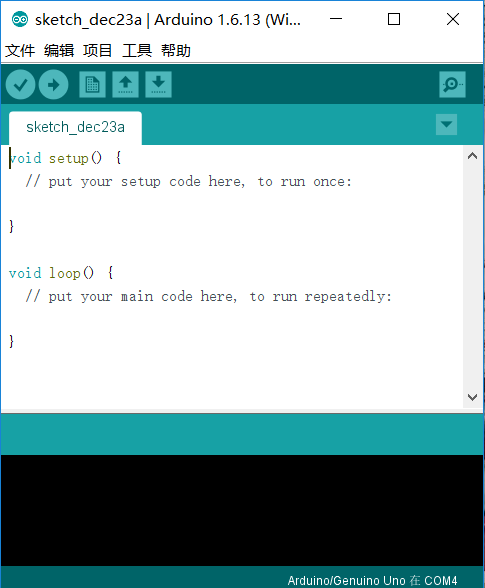 sketch_dec23a | Arduino 1.6.13 (Wi...
文件 编辑 项目 工具 帮助
sketch_dec23a
void setup() {
  // put your setup code here, to run once:
}
void loop() {
  // put your main code here, to run repeatedly:
}
Arduino/Genuino Uno 在 COM4